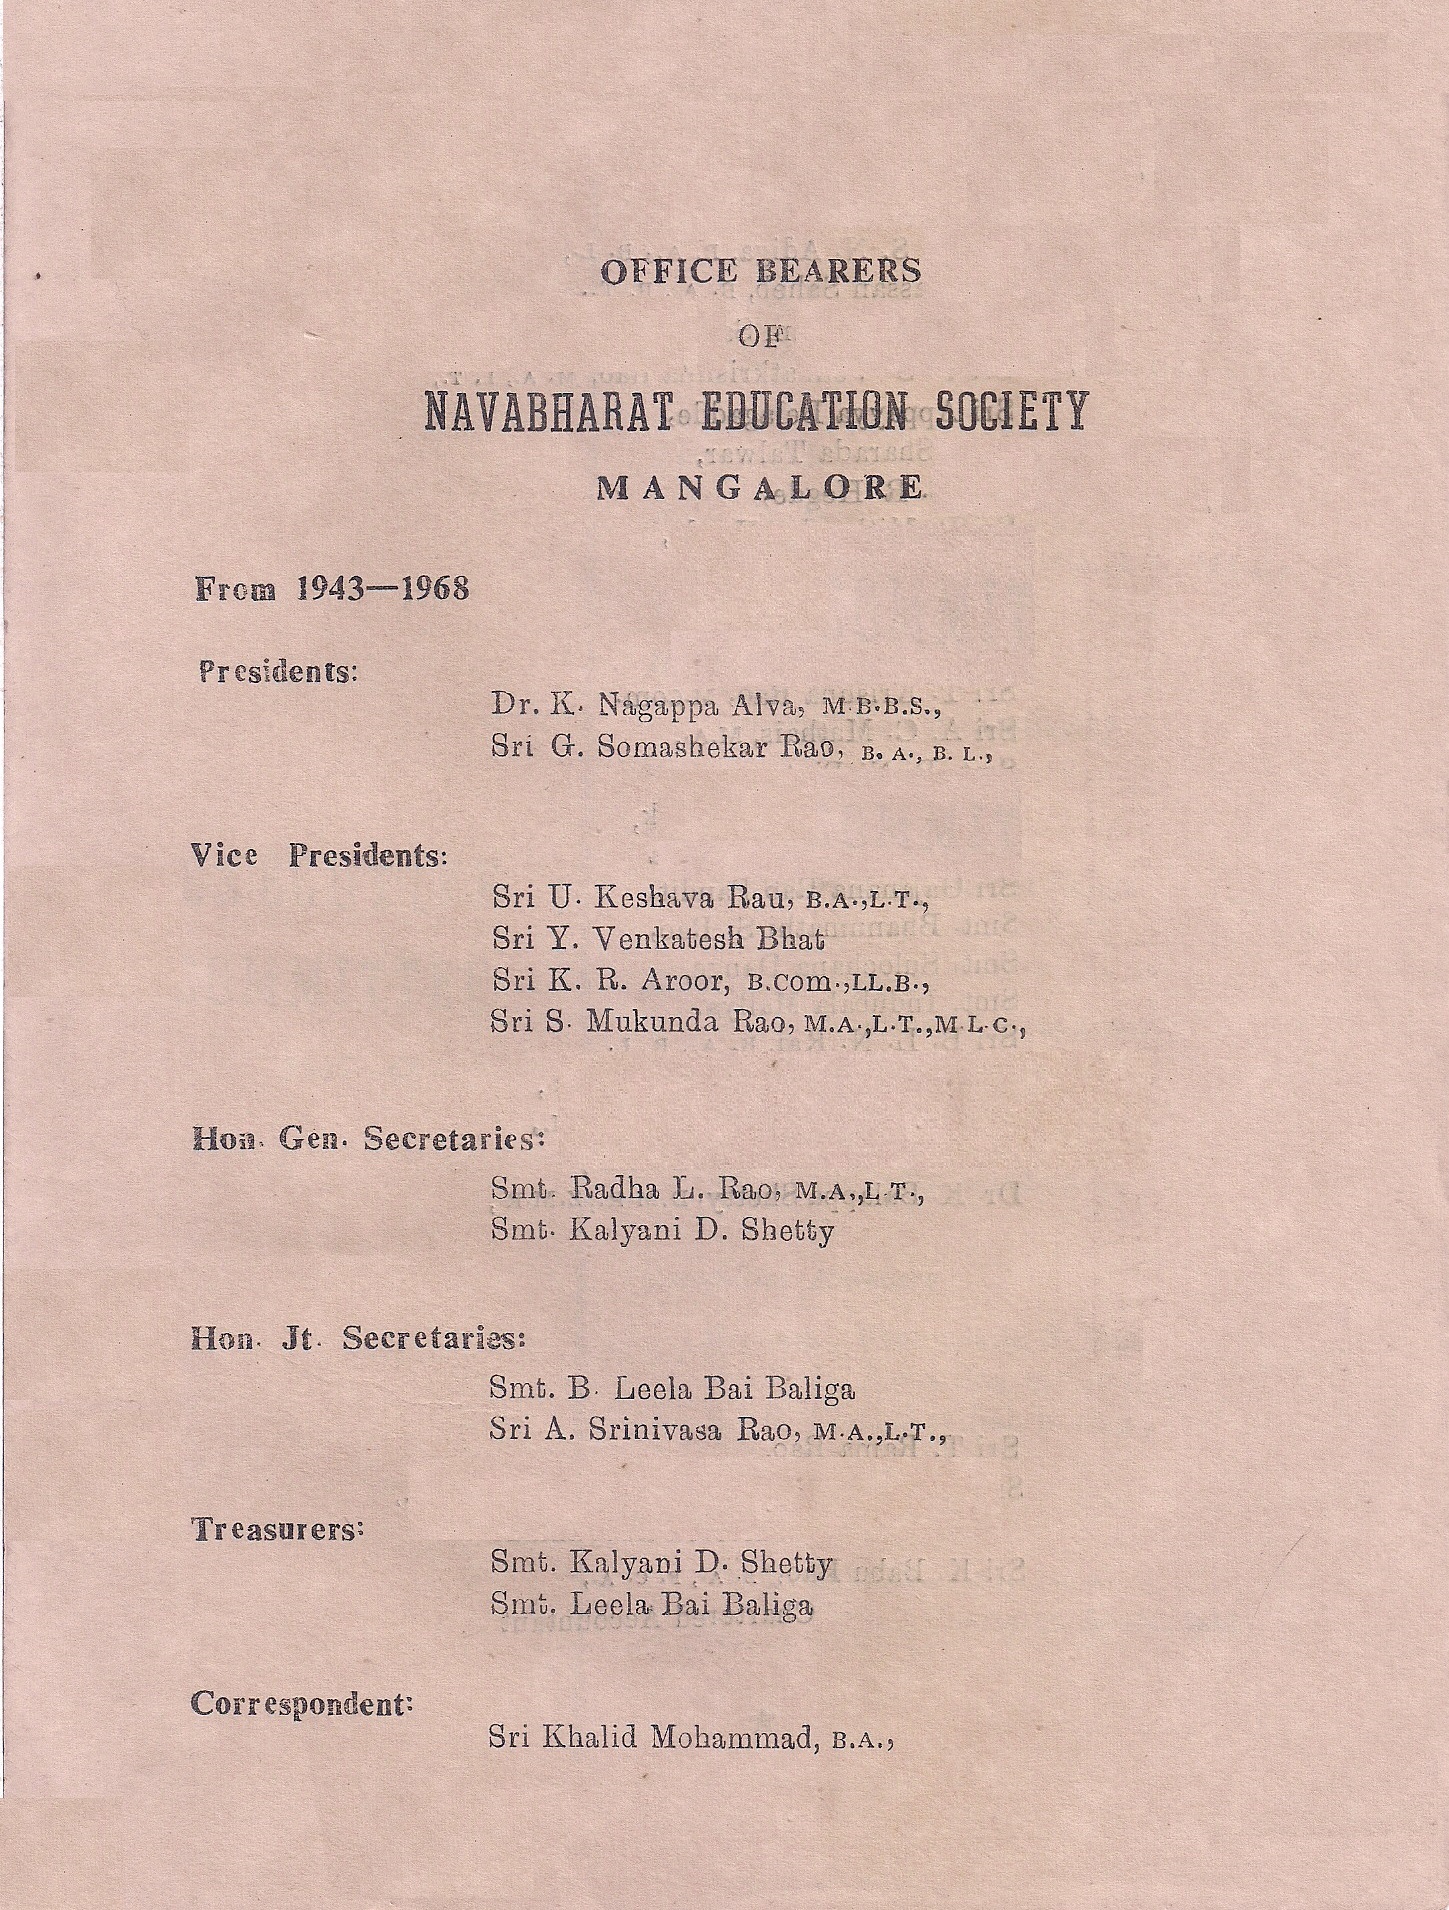 OFFICE BEARERS
OF
NAVABHARAT EDUCATION SOCIETY
MANGALORE
From 1943—1968
Presidents:
Dr. K. Nagappa Alva, M.B.B.S.,
Sri G. Somashekar Rao, B. A., B. L.,
Vice Presidents:
Sri U. Keshava Rau, B.A.,L.T.,
Sri Y. Venkatesh Bhat
Sri K. R. Aroor, B.Com.,LL.B.,
Sri S. Mukunda Rao, M.A.,L.T.,M.L.C.,
Hon. Gen. Secretaries:
Smt. Radha L. Rao, M.A.,L.T.,
Smt. Kalyani D. Shetty
Hon. Jt. Secretaries:
Smt. B. Leela Bai Baliga
Sri A. Srinivasa Rao, M.A.,L.T.,
Treasurers:
Smt. Kalyani D. Shetty
Smt. Leela Bai Baliga
Correspondent:
Sri Khalid Mohammad, B.A.,